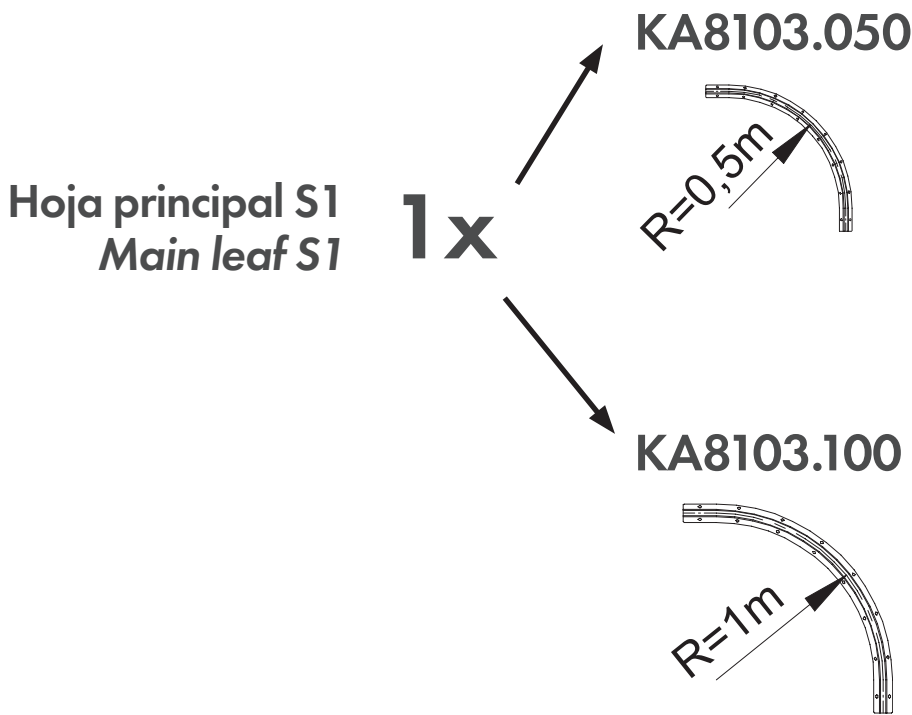 KA8103.050
R=0,5m
Hoja principal S1
Main leaf S1
1x
KA8103.100
R=1m